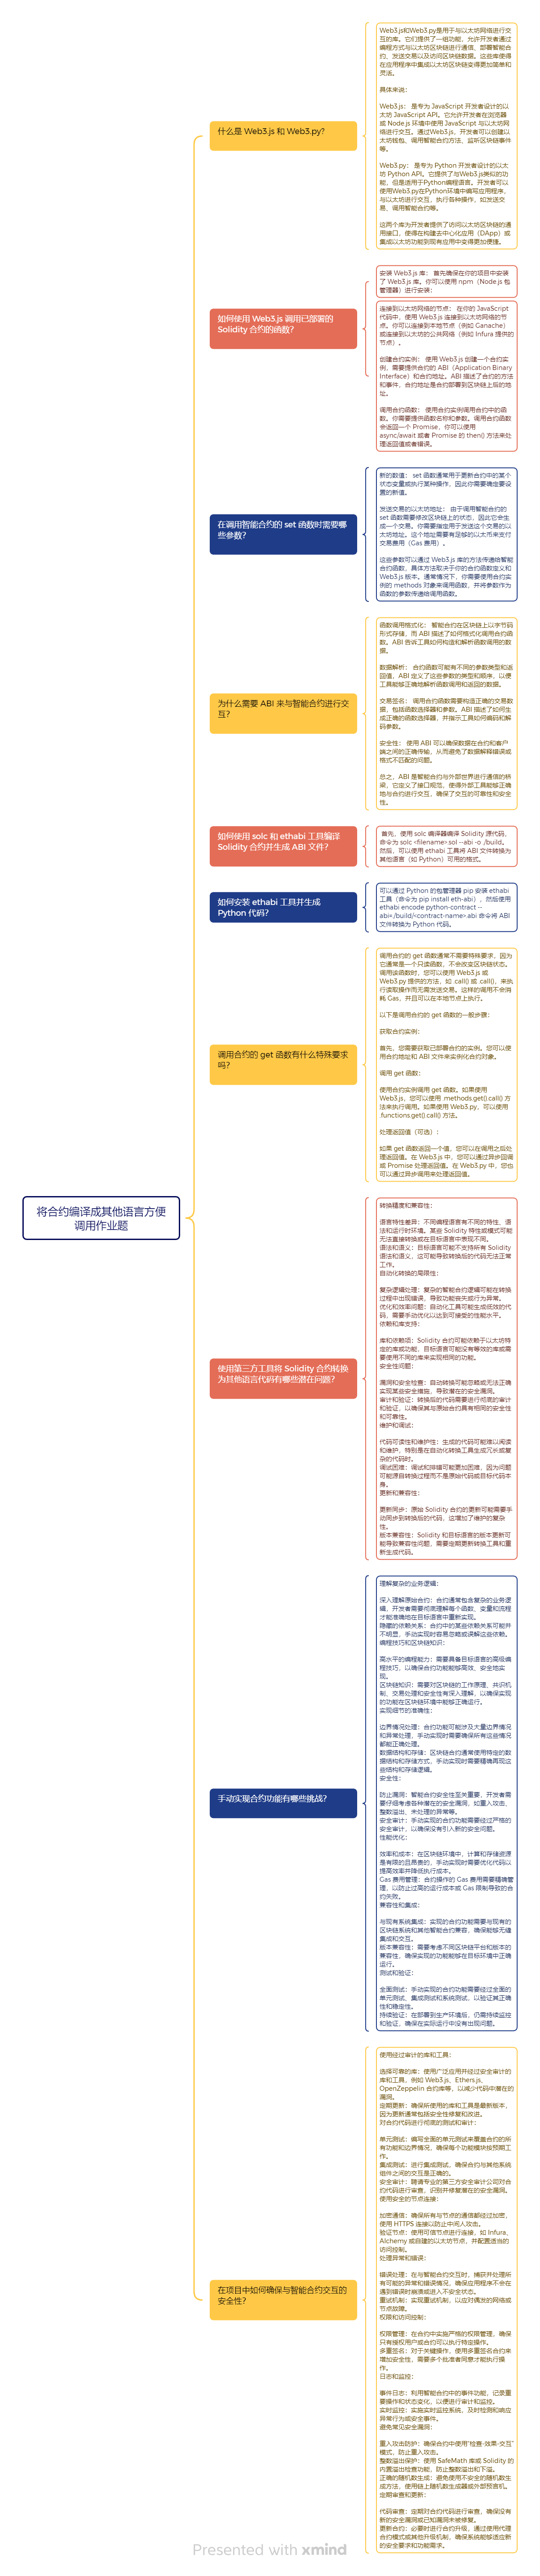 Web3.js和Web3.py是用于与以太坊网络进行交
互的库。它们提供了一组功能，允许开发者通过
编程方式与以太坊区块链进行通信、部署智能合
约、发送交易以及访问区块链数据。这些库使得
在应用程序中集成以太坊区块链变得更加简单和
灵活。
具体来说：
Web3.js： 是专为 JavaScript 开发者设计的以
太坊 JavaScript API。它允许开发者在浏览器
或 Node.js 环境中使用 JavaScript 与以太坊网
络进行交互。通过Web3.js，开发者可以创建以
太坊钱包、调用智能合约方法、监听区块链事件
等。
什么是 Web3.js 和 Web3.py?
Web3.py： 是专为 Python 开发者设计的以太
坊 Python API。它提供了与Web3.js类似的功
能，但是适用于Python编程语言。开发者可以
使用Web3.py在Python环境中编写应用程序，
与以太坊进行交互，执行各种操作，如发送交
易、调用智能合约等。
这两个库为开发者提供了访问以太坊区块链的通
用接口，使得在构建去中心化应用（DApp）或
集成以太坊功能到现有应用中变得更加便捷。
如何使用 Web3.js 调用已部署的
Solidity 合约的函数?
安装 Web3.js 库： 首先确保在你的项目中安装
了 Web3.js 库。你可以使用 npm（Node.js 包
管理器）进行安装：
连接到以太坊网络的节点： 在你的 JavaScript
代码中，使用 Web3.js 连接到以太坊网络的节
点。你可以连接到本地节点（例如 Ganache）
或连接到以太坊的公共网络（例如 Infura 提供的
节点）。
创建合约实例： 使用 Web3.js 创建一个合约实
例，需要提供合约的 ABI（Application Binary
Interface）和合约地址。ABI 描述了合约的方法
和事件，合约地址是合约部署到区块链上后的地
址。
调用合约函数： 使用合约实例调用合约中的函
数。你需要提供函数名称和参数。调用合约函数
会返回一个 Promise，你可以使用
async/await 或者 Promise 的 then() 方法来处
理返回值或者错误。
在调用智能合约的 set 函数时需要哪
些参数?
新的数值： set 函数通常用于更新合约中的某个
状态变量或执行某种操作，因此你需要确定要设
置的新值。
发送交易的以太坊地址： 由于调用智能合约的
set 函数需要修改区块链上的状态，因此它会生
成一个交易。你需要指定用于发送这个交易的以
太坊地址。这个地址需要有足够的以太币来支付
交易费用（Gas 费用）。
这些参数可以通过 Web3.js 库的方法传递给智能
合约函数，具体方法取决于你的合约函数定义和
Web3.js 版本。通常情况下，你需要使用合约实
例的 methods 对象来调用函数，并将参数作为
函数的参数传递给调用函数。
为什么需要 ABI 来与智能合约进行交
互?
函数调用格式化： 智能合约在区块链上以字节码
形式存储，而 ABI 描述了如何格式化调用合约函
数。ABI 告诉工具如何构造和解析函数调用的数
据。
数据解析： 合约函数可能有不同的参数类型和返
回值，ABI 定义了这些参数的类型和顺序，以便
工具能够正确地解析函数调用和返回的数据。
交易签名： 调用合约函数需要构造正确的交易数
据，包括函数选择器和参数。ABI 描述了如何生
成正确的函数选择器，并指示工具如何编码和解
码参数。
安全性： 使用 ABI 可以确保数据在合约和客户
端之间的正确传输，从而避免了数据解释错误或
格式不匹配的问题。
总之，ABI 是智能合约与外部世界进行通信的桥
梁，它定义了接口规范，使得外部工具能够正确
地与合约进行交互，确保了交互的可靠性和安全
性。
如何使用 solc 和 ethabi 工具编译
Solidity 合约并生成 ABI 文件?
首先，使用 solc 编译器编译 Solidity 源代码，
命令为 solc <filename>.sol --abi -o ./build。
然后，可以使用 ethabi 工具将 ABI 文件转换为
其他语言（如 Python）可用的格式。
如何安装 ethabi 工具并生成
Python 代码?
可以通过 Python 的包管理器 pip 安装 ethabi
工具（命令为 pip install eth-abi），然后使用
ethabi encode python-contract --
abi=./build/<contract-name>.abi 命令将 ABI
文件转换为 Python 代码。
调用合约的 get 函数有什么特殊要求
吗?
调用合约的 get 函数通常不需要特殊要求，因为
它通常是一个只读函数，不会改变区块链状态。
调用该函数时，您可以使用 Web3.js 或
Web3.py 提供的方法，如 .call() 或 .call()，来执
行读取操作而无需发送交易。这样的调用不会消
耗 Gas，并且可以在本地节点上执行。
以下是调用合约的 get 函数的一般步骤：
获取合约实例：
首先，您需要获取已部署合约的实例。您可以使
用合约地址和 ABI 文件来实例化合约对象。
调用 get 函数：
使用合约实例调用 get 函数。如果使用
Web3.js，您可以使用 .methods.get().call() 方
法来执行调用。如果使用 Web3.py，可以使用
.functions.get().call() 方法。
处理返回值（可选）：
如果 get 函数返回一个值，您可以在调用之后处
理返回值。在 Web3.js 中，您可以通过异步回调
或 Promise 处理返回值。在 Web3.py 中，您也
可以通过异步调用来处理返回值。
将合约编译成其他语言方便
调用作业题
使用第三方工具将 Solidity 合约转换
为其他语言代码有哪些潜在问题?
转换精度和兼容性：
语言特性差异：不同编程语言有不同的特性、语
法和运行时环境。某些 Solidity 特性或模式可能
无法直接转换或在目标语言中表现不同。
语法和语义：目标语言可能不支持所有 Solidity
语法和语义，这可能导致转换后的代码无法正常
工作。
自动化转换的局限性：
复杂逻辑处理：复杂的智能合约逻辑可能在转换
过程中出现错误，导致功能丧失或行为异常。
优化和效率问题：自动化工具可能生成低效的代
码，需要手动优化以达到可接受的性能水平。
依赖和库支持：
库和依赖项：Solidity 合约可能依赖于以太坊特
定的库或功能，目标语言可能没有等效的库或需
要使用不同的库来实现相同的功能。
安全性问题：
漏洞和安全检查：自动转换可能忽略或无法正确
实现某些安全措施，导致潜在的安全漏洞。
审计和验证：转换后的代码需要进行彻底的审计
和验证，以确保其与原始合约具有相同的安全性
和可靠性。
维护和调试：
代码可读性和维护性：生成的代码可能难以阅读
和维护，特别是在自动化转换工具生成冗长或复
杂的代码时。
调试困难：调试和排错可能更加困难，因为问题
可能源自转换过程而不是原始代码或目标代码本
身。
更新和兼容性：
更新同步：原始 Solidity 合约的更新可能需要手
动同步到转换后的代码，这增加了维护的复杂
性。
版本兼容性：Solidity 和目标语言的版本更新可
能导致兼容性问题，需要定期更新转换工具和重
新生成代码。
手动实现合约功能有哪些挑战?
理解复杂的业务逻辑：
深入理解原始合约：合约通常包含复杂的业务逻
辑，开发者需要彻底理解每个函数、变量和流程
才能准确地在目标语言中重新实现。
隐藏的依赖关系：合约中的某些依赖关系可能并
不明显，手动实现时容易忽略或误解这些依赖。
编程技巧和区块链知识：
高水平的编程能力：需要具备目标语言的高级编
程技巧，以确保合约功能能够高效、安全地实
现。
区块链知识：需要对区块链的工作原理、共识机
制、交易处理和安全性有深入理解，以确保实现
的功能在区块链环境中能够正确运行。
实现细节的准确性：
边界情况处理：合约功能可能涉及大量边界情况
和异常处理，手动实现时需要确保所有这些情况
都能正确处理。
数据结构和存储：区块链合约通常使用特定的数
据结构和存储方式，手动实现时需要精确再现这
些结构和存储逻辑。
安全性：
防止漏洞：智能合约安全性至关重要，开发者需
要仔细考虑各种潜在的安全漏洞，如重入攻击、
整数溢出、未处理的异常等。
安全审计：手动实现的合约功能需要经过严格的
安全审计，以确保没有引入新的安全问题。
性能优化：
效率和成本：在区块链环境中，计算和存储资源
是有限的且昂贵的，手动实现时需要优化代码以
提高效率并降低执行成本。
Gas 费用管理：合约操作的 Gas 费用需要精确管
理，以防止过高的运行成本或 Gas 限制导致的合
约失败。
兼容性和集成：
与现有系统集成：实现的合约功能需要与现有的
区块链系统和其他智能合约兼容，确保能够无缝
集成和交互。
版本兼容性：需要考虑不同区块链平台和版本的
兼容性，确保实现的功能能够在目标环境中正确
运行。
测试和验证：
全面测试：手动实现的合约功能需要经过全面的
单元测试、集成测试和系统测试，以验证其正确
性和稳定性。
持续验证：在部署到生产环境后，仍需持续监控
和验证，确保在实际运行中没有出现问题。
在项目中如何确保与智能合约交互的
安全性?
使用经过审计的库和工具：
选择可靠的库：使用广泛应用并经过安全审计的
库和工具，例如 Web3.js、Ethers.js、
OpenZeppelin 合约库等，以减少代码中潜在的
漏洞。
定期更新：确保所使用的库和工具是最新版本，
因为更新通常包括安全性修复和改进。
对合约代码进行彻底的测试和审计：
单元测试：编写全面的单元测试来覆盖合约的所
有功能和边界情况，确保每个功能模块按预期工
作。
集成测试：进行集成测试，确保合约与其他系统
组件之间的交互是正确的。
安全审计：聘请专业的第三方安全审计公司对合
约代码进行审查，识别并修复潜在的安全漏洞。
使用安全的节点连接：
加密通信：确保所有与节点的通信都经过加密，
使用 HTTPS 连接以防止中间人攻击。
验证节点：使用可信节点进行连接，如 Infura、
Alchemy 或自建的以太坊节点，并配置适当的
访问控制。
处理异常和错误：
错误处理：在与智能合约交互时，捕获并处理所
有可能的异常和错误情况，确保应用程序不会在
遇到错误时崩溃或进入不安全状态。
重试机制：实现重试机制，以应对偶发的网络或
节点故障。
权限和访问控制：
权限管理：在合约中实施严格的权限管理，确保
只有授权用户或合约可以执行特定操作。
多重签名：对于关键操作，使用多重签名合约来
增加安全性，需要多个批准者同意才能执行操
作。
日志和监控：
事件日志：利用智能合约中的事件功能，记录重
要操作和状态变化，以便进行审计和监控。
实时监控：实施实时监控系统，及时检测和响应
异常行为或安全事件。
避免常见安全漏洞：
重入攻击防护：确保合约中使用“检查-效果-交互”
模式，防止重入攻击。
整数溢出保护：使用 SafeMath 库或 Solidity 的
内置溢出检查功能，防止整数溢出和下溢。
正确的随机数生成：避免使用不安全的随机数生
成方法，使用链上随机数生成器或外部预言机。
定期审查和更新：
代码审查：定期对合约代码进行审查，确保没有
新的安全漏洞或已知漏洞未被修复。
更新合约：必要时进行合约升级，通过使用代理
合约模式或其他升级机制，确保系统能够适应新
的安全要求和功能需求。
Presented with xmind